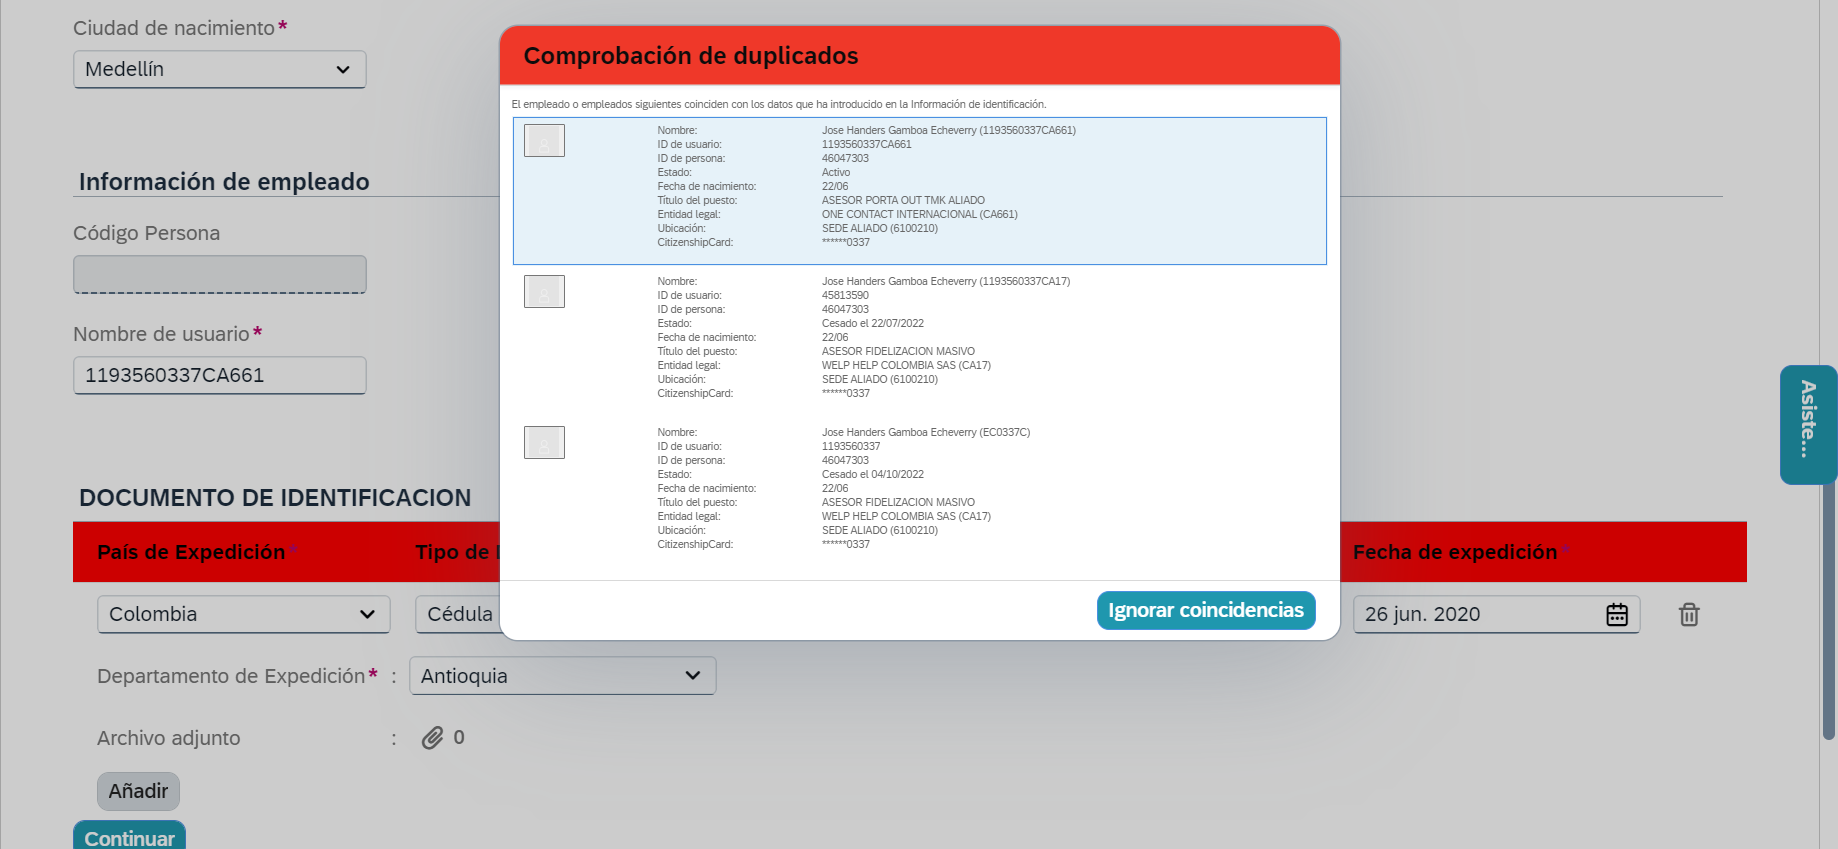 Ciudad de nacimiento*
Medellín
Información de empleado
Código Persona
Nombre de usuario*
1193560337CA661
DOCUMENTO DE IDENTIFICACION
País de Expedición* Tipo de Fecha de expedición*
Colombia Cédula 26 jun. 2020
Departamento de Expedición* : Antioquia
Archivo adjunto : 0
Añadir
Continuar
Comprobación de duplicados
El empleado o empleados siguientes coinciden con los datos que ha introducido en la Información de identificación.
Nombre: Jose Handers Gamboa Echeverry (1193560337CA661)
ID de usuario: 1193560337CA661
ID de persona: 46047303
Estado: Activo
Fecha de nacimiento: 22/06
Título del puesto: ASESOR PORTA OUT TMK ALIADO
Entidad legal: ONE CONTACT INTERNACIONAL (CA661)
Ubicación: SEDE ALIADO (6100210)
CitizenshipCard: ******0337
Nombre: Jose Handers Gamboa Echeverry (1193560337CA17)
ID de usuario: 45813590
ID de persona: 46047303
Estado: Cesado el 22/07/2022
Fecha de nacimiento: 22/06
Título del puesto: ASESOR FIDELIZACION MASIVO
Entidad legal: WELP HELP COLOMBIA SAS (CA17)
Ubicación: SEDE ALIADO (6100210)
CitizenshipCard: ******0337
Nombre: Jose Handers Gamboa Echeverry (EC0337C)
ID de usuario: 1193560337
ID de persona: 46047303
Estado: Cesado el 04/10/2022
Fecha de nacimiento: 22/06
Título del puesto: ASESOR FIDELIZACION MASIVO
Entidad legal: WELP HELP COLOMBIA SAS (CA17)
Ubicación: SEDE ALIADO (6100210)
CitizenshipCard: ******0337
Ignorar coincidencias
Asiste...